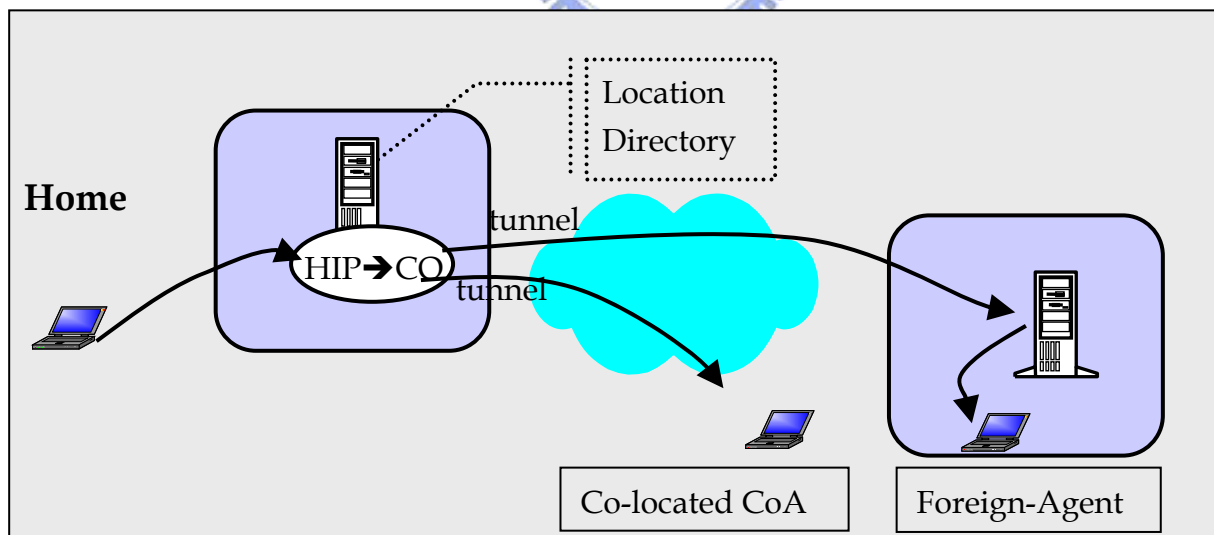 Location
Directory
Home
tunnel
HIP➔CO
tunnel
Co-located CoA
Foreign-Agent